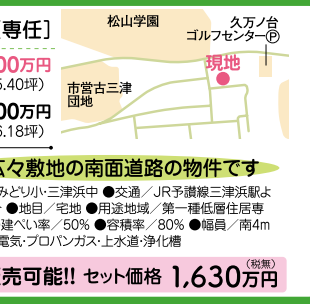 専任]
松山学園
久万ノ台
ゴルフセンターⓅ
00万円
現地
5.40坪)
市営古三津
団地
00万円
6.18坪)
広々敷地の南面道路の物件です
みどり小・三津浜中 ●交通／JR予讃線三津浜駅よ
●地目／宅地 ●用途地域／第一種低層住居専
建ぺい率／50% ●容積率／80% ●幅員／南4m
電気・プロパンガス・上水道・浄化槽
売可能!! セット価格 1,630万円
(税無)